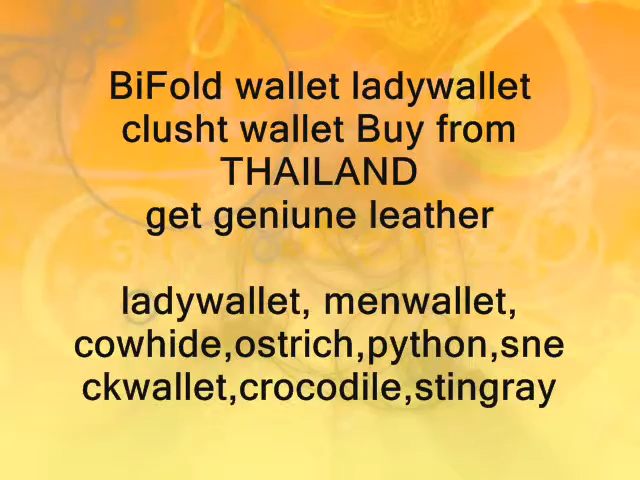 BiFold wallet ladywallet
clusht wallet Buy from
THAILAND
get geniune leather
ladywallet, menwallet,
cowhide,ostrich,python,sne
ckwallet,crocodile,stingray